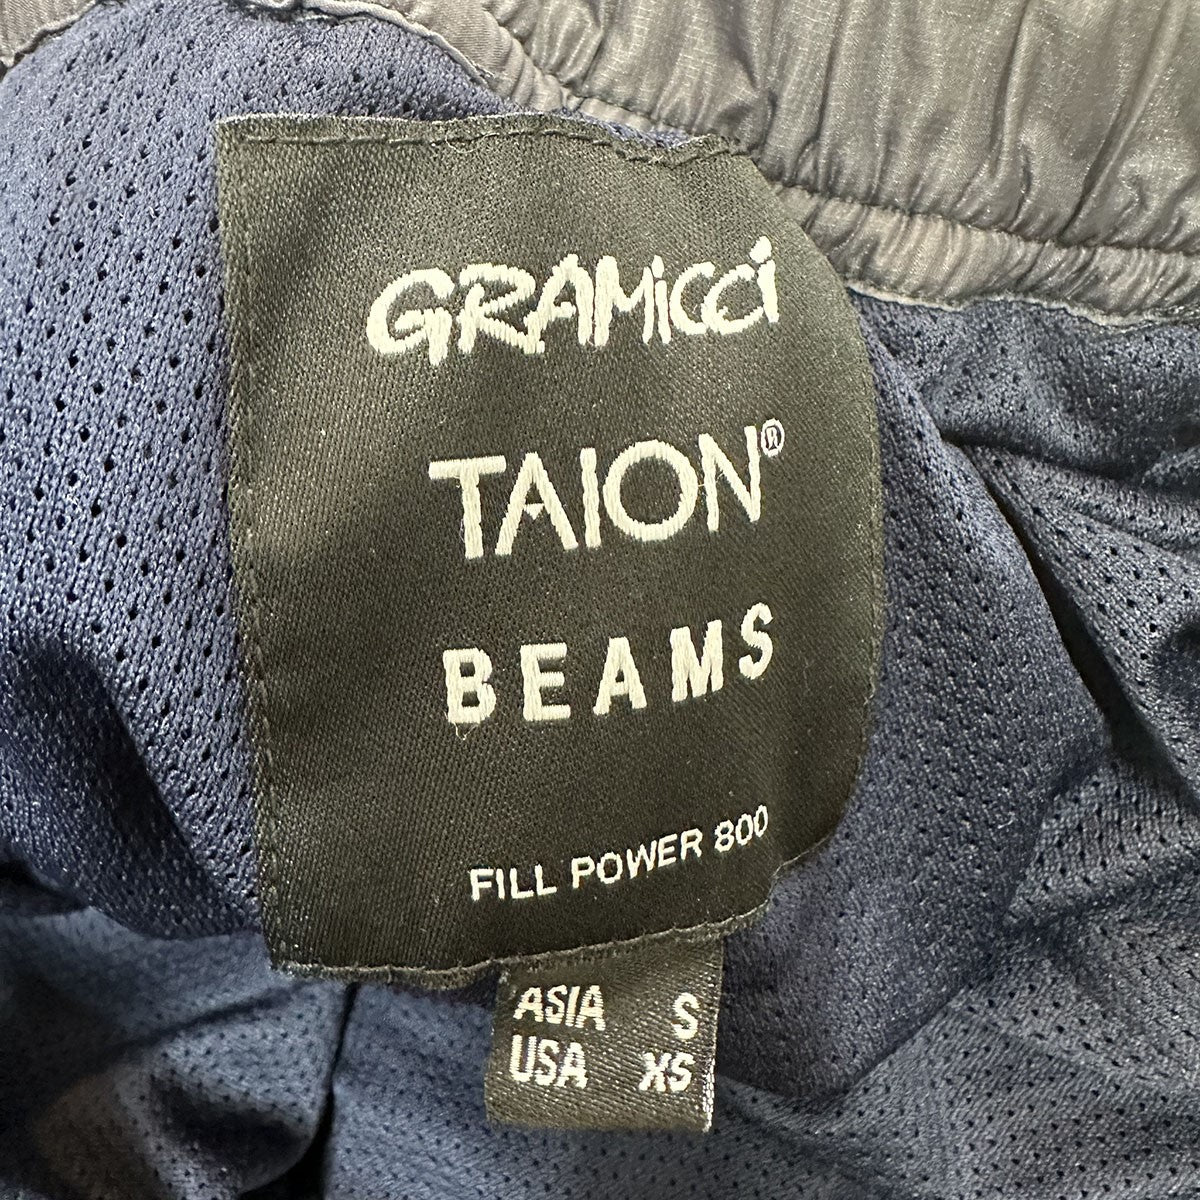 GRAMiCCi
TAION®
BEAMS
FILL POWER 800
ASIA S
USA XS